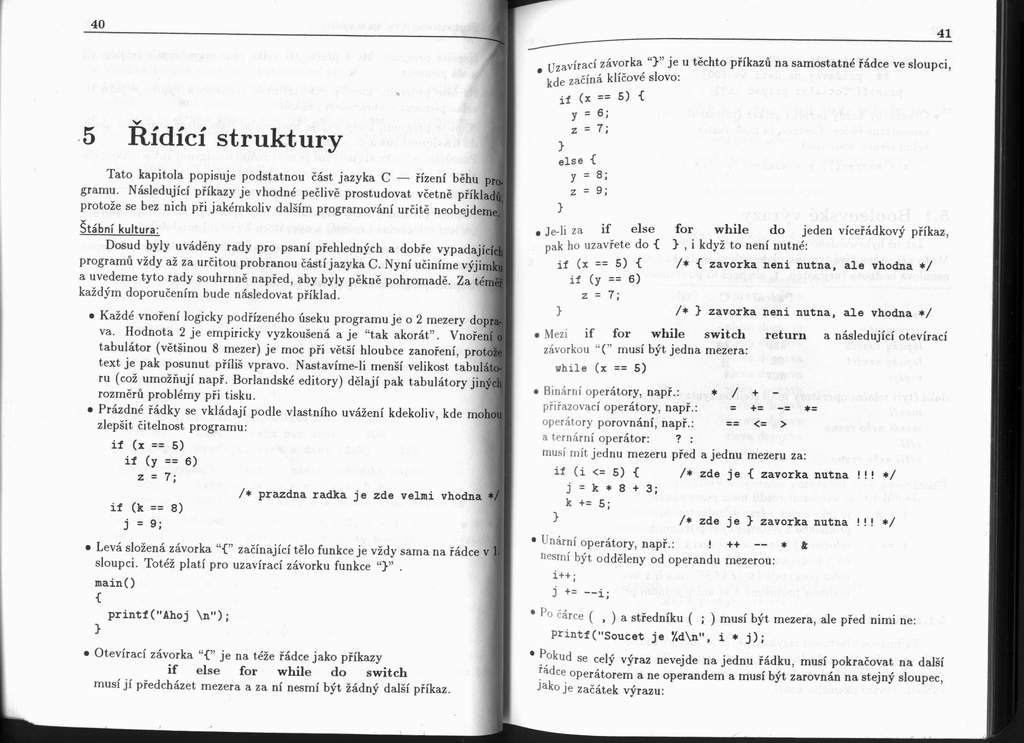 40
5 Řídící struktury
Tato kapitola popisuje podstatnou část jazyka C — řízení běhu pro-
gramu. Následující příkazy je vhodné pečlivě prostudovat včetně příkladů,
protože se bez nich při jakémkoliv dalším programování určitě neobejdeme.
Štábní kultura:
Dosud byly uváděny rady pro psaní přehledných a dobře vypadajících
programů vždy až za určitou probranou částí jazyka C. Nyní učiníme výjimku
a uvedeme tyto rady souhrnně napřed, aby byly pěkně pohromadě. Za téměř
každým doporučením bude následovat příklad.
• Každé vnoření logicky podřízeného úseku programu je o 2 mezery dopra-
va. Hodnota 2 je empiricky vyzkoušená a je “tak akorát”. Vnoření o
tabulátor (většinou 8 mezer) je moc při větší hloubce zanoření, protože
text je pak posunut příliš vpravo. Nastavíme-li menší velikost tabuláto-
ru (což umožňují např. Borlandské editory) dělají pak tabulátory jiných
rozměrů problémy při tisku.
• Prázdné řádky se vkládají podle vlastního uvážení kdekoliv, kde mohou
zlepšit čitelnost programu:
if (x == 5)
if (y == 6)
z = 7;
/* prazdna radka je zde velmi vhodna */
if (k == 8)
j = 9;
• Levá složená závorka “{” začínající tělo funkce je vždy sama na řádce v 1.
sloupci. Totéž platí pro uzavírací závorku funkce “}” .
main()
{
printf("Ahoj \n");
}
• Otevírací závorka “{” je na téže řádce jako příkazy
if else for while do switch
musí jí předcházet mezera a za ní nesmí být žádný další příkaz.
41
• Uzavírací závorka “}” je u těchto příkazů na samostatné řádce ve sloupci,
kde začíná klíčové slovo:
if (x == 5) {
y = 6;
z = 7;
}
else {
y = 8;
z = 9;
}
• Je-li za if else for while do jeden víceřádkový příkaz,
pak ho uzavřete do { } , i když to není nutné:
if (x == 5) { /* { zavorka neni nutna, ale vhodna */
if (y == 6)
z = 7;
} /* } zavorka neni nutna, ale vhodna */
• Mezi if for while switch return a následující otevírací
závorkou “(” musí být jedna mezera:
while (x == 5)
• Binární operátory, např.: * / + -
přiřazovací operátory, např.: = += -= *=
operátory porovnání, např.: == <= >
a ternární operátor: ? :
musí mít jednu mezeru před a jednu mezeru za:
if (i <= 5) { /* zde je { zavorka nutna !!! */
j = k * 8 + 3;
k += 5;
} /* zde je } zavorka nutna !!! */
• Unární operátory, např.: ! ++ -- * &
nesmí být odděleny od operandu mezerou:
i++;
j += --i;
• Po čárce ( , ) a středníku ( ; ) musí být mezera, ale před nimi ne:
printf("Soucet je %d\n", i * j);
• Pokud se celý výraz nevejde na jednu řádku, musí pokračovat na další
řádce operátorem a ne operandem a musí být zarovnán na stejný sloupec,
jako je začátek výrazu: